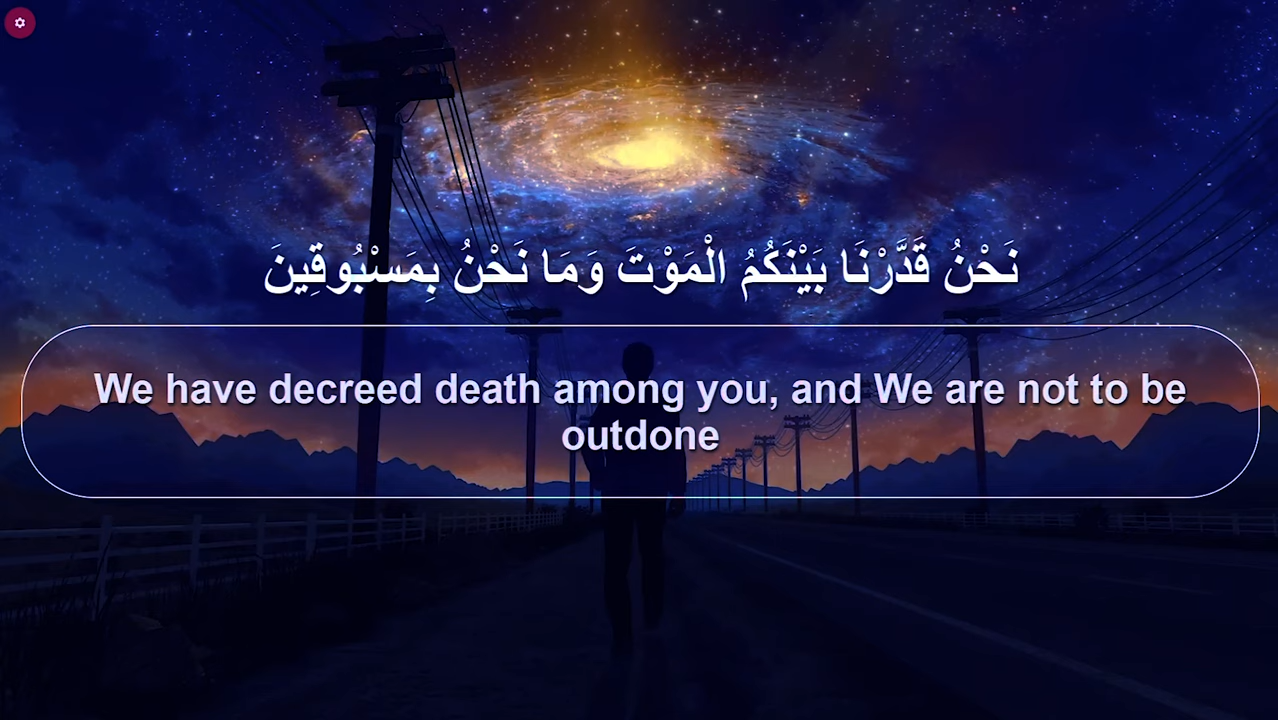 نَحْنُ قَدَّرْنَا بَيْنَكُمُ الْمَوْتَ وَمَا نَحْنُ بِمَسْبُوقِينَ
We have decreed death among you, and We are not to be
outdone